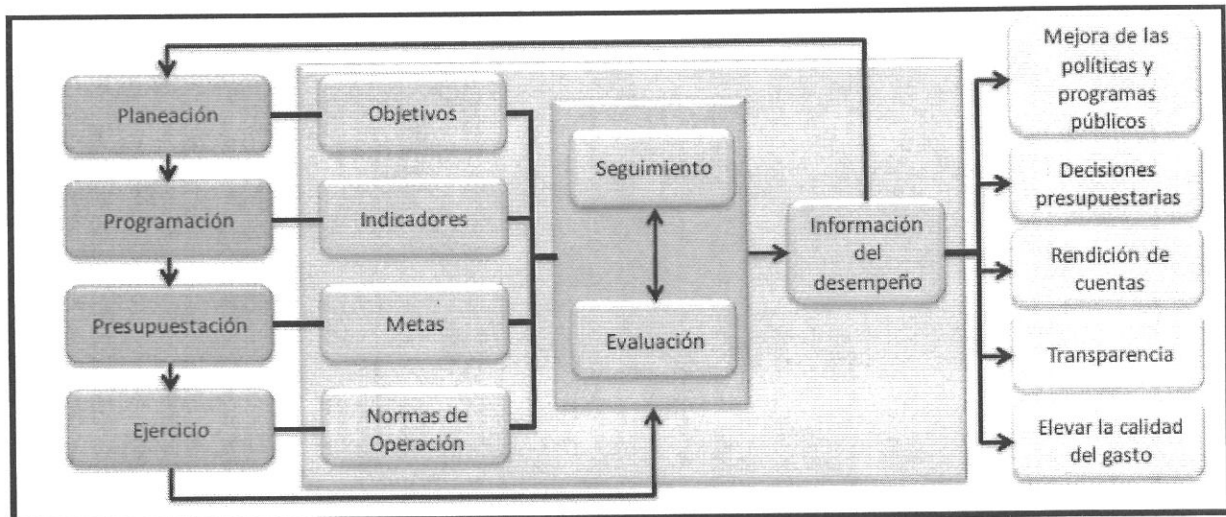 Planeación
Programación
Presupuestación
Ejercicio
Objetivos
Indicadores
Metas
Normas de
Operación
Seguimiento
Evaluación
Información
del
desempeño
Mejora de las
políticas y
programas
públicos
Decisiones
presupuestarias
Rendición de
cuentas
Transparencia
Elevar la calidad
del gasto